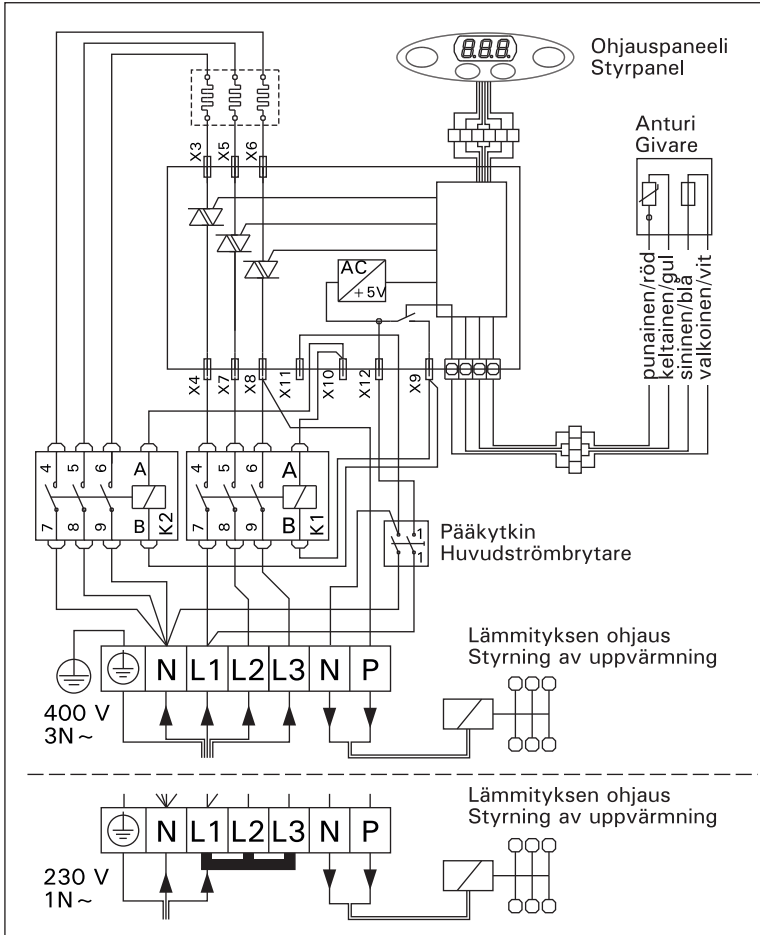 8.8.8.
Ohjauspaneeli
Styrpanel
Anturi
Givare
X3
X5
X6
AC
+5V
punainen/röd
keltainen/gul
sininen/blå
valkoinen/vit
X4
X7
X8
X11
X10
X12
X9
4 5 6 A
7 8 9 B K2
4 5 6 A
7 8 9 B K1
1
1
Pääkytkin
Huvudströmbrytare
N L1 L2 L3 N P
400 V
3N~
Lämmityksen ohjaus
Styrning av uppvärmning
N L1 L2 L3 N P
230 V
1N~
Lämmityksen ohjaus
Styrning av uppvärmning